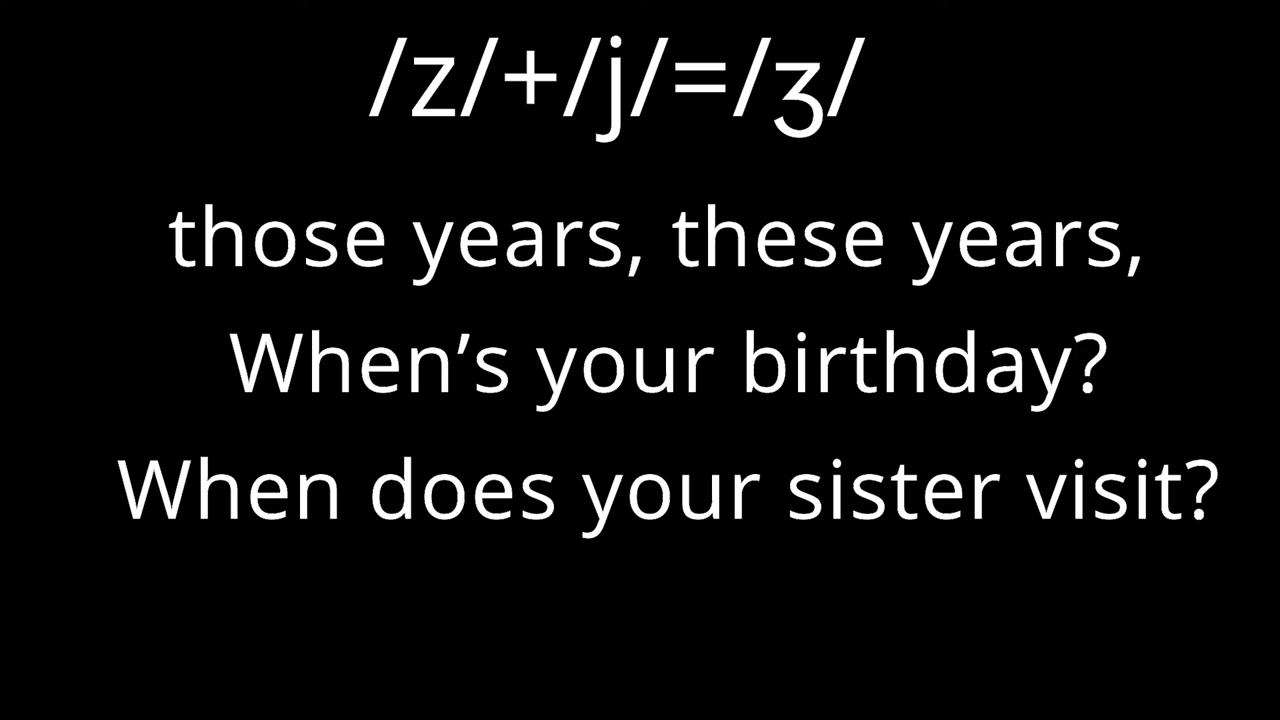 /z/+/j/=/ʒ/
those years, these years,
When’s your birthday?
When does your sister visit?